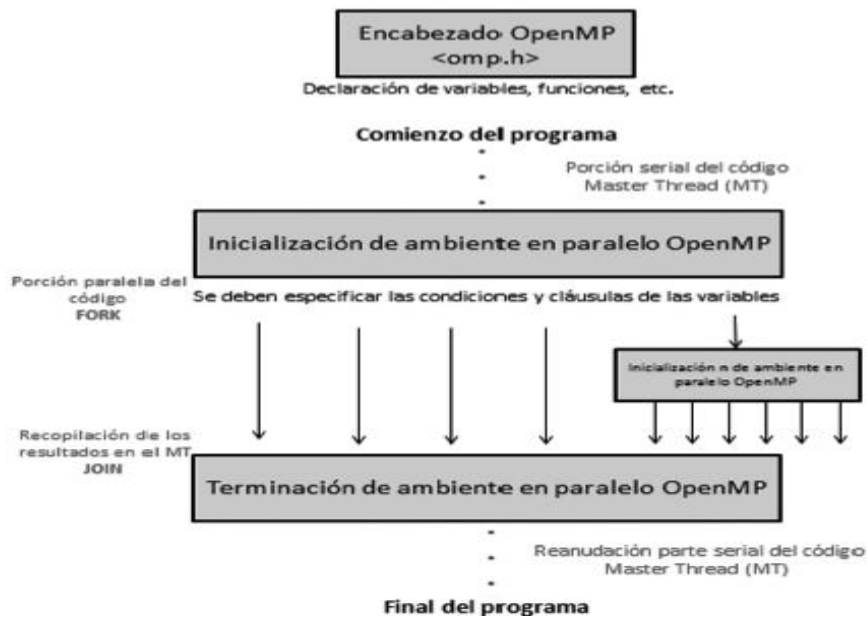 Encabezado OpenMP
<omp.h>
Declaración de variables, funciones, etc.
Comienzo del programa
Porción serial del código
Master Thread (MT)
Inicialización de ambiente en paralelo OpenMP
Porción paralela del
código
FORK
Se deben especificar las condiciones y cláusulas de las variables
Inicialización n de ambiente en
paralelo OpenMP
Recopilación de los
resultados en el MT
JOIN
Terminación de ambiente en paralelo OpenMP
Reanudación parte serial del código
Master Thread (MT)
Final del programa